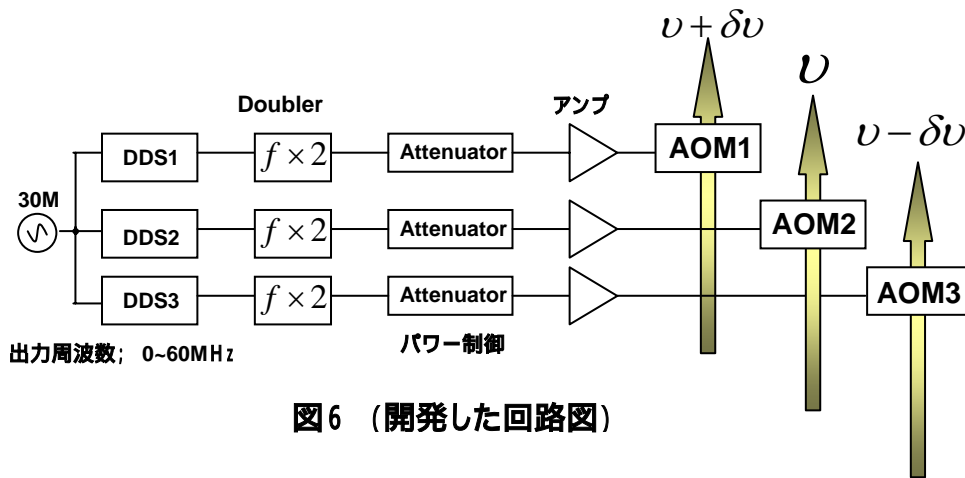 υ + δυ
υ
υ − δυ
Doubler
アンプ
DDS1
f × 2
Attenuator
AOM1
30M
DDS2
f × 2
Attenuator
AOM2
DDS3
f × 2
Attenuator
AOM3
出力周波数; 0~60MHz
パワー制御
図6 (開発した回路図)